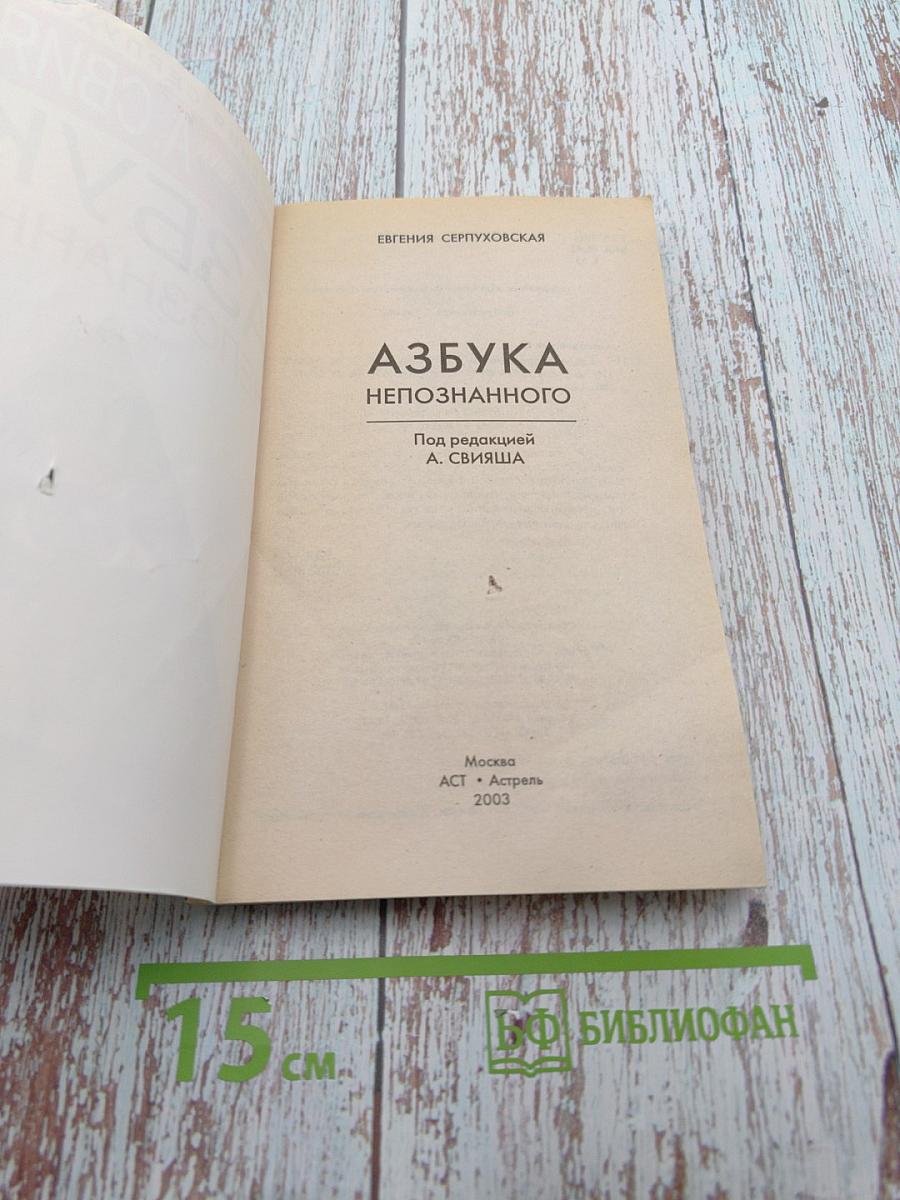 ЕВГЕНИЯ СЕРПУХОВСКАЯ
АЗБУКА
НЕПОЗНАННОГО
Под редакцией
А. СВИЯША
Москва
АСТ • Астрель
2003
15 см
БФ БИБЛИОФАН